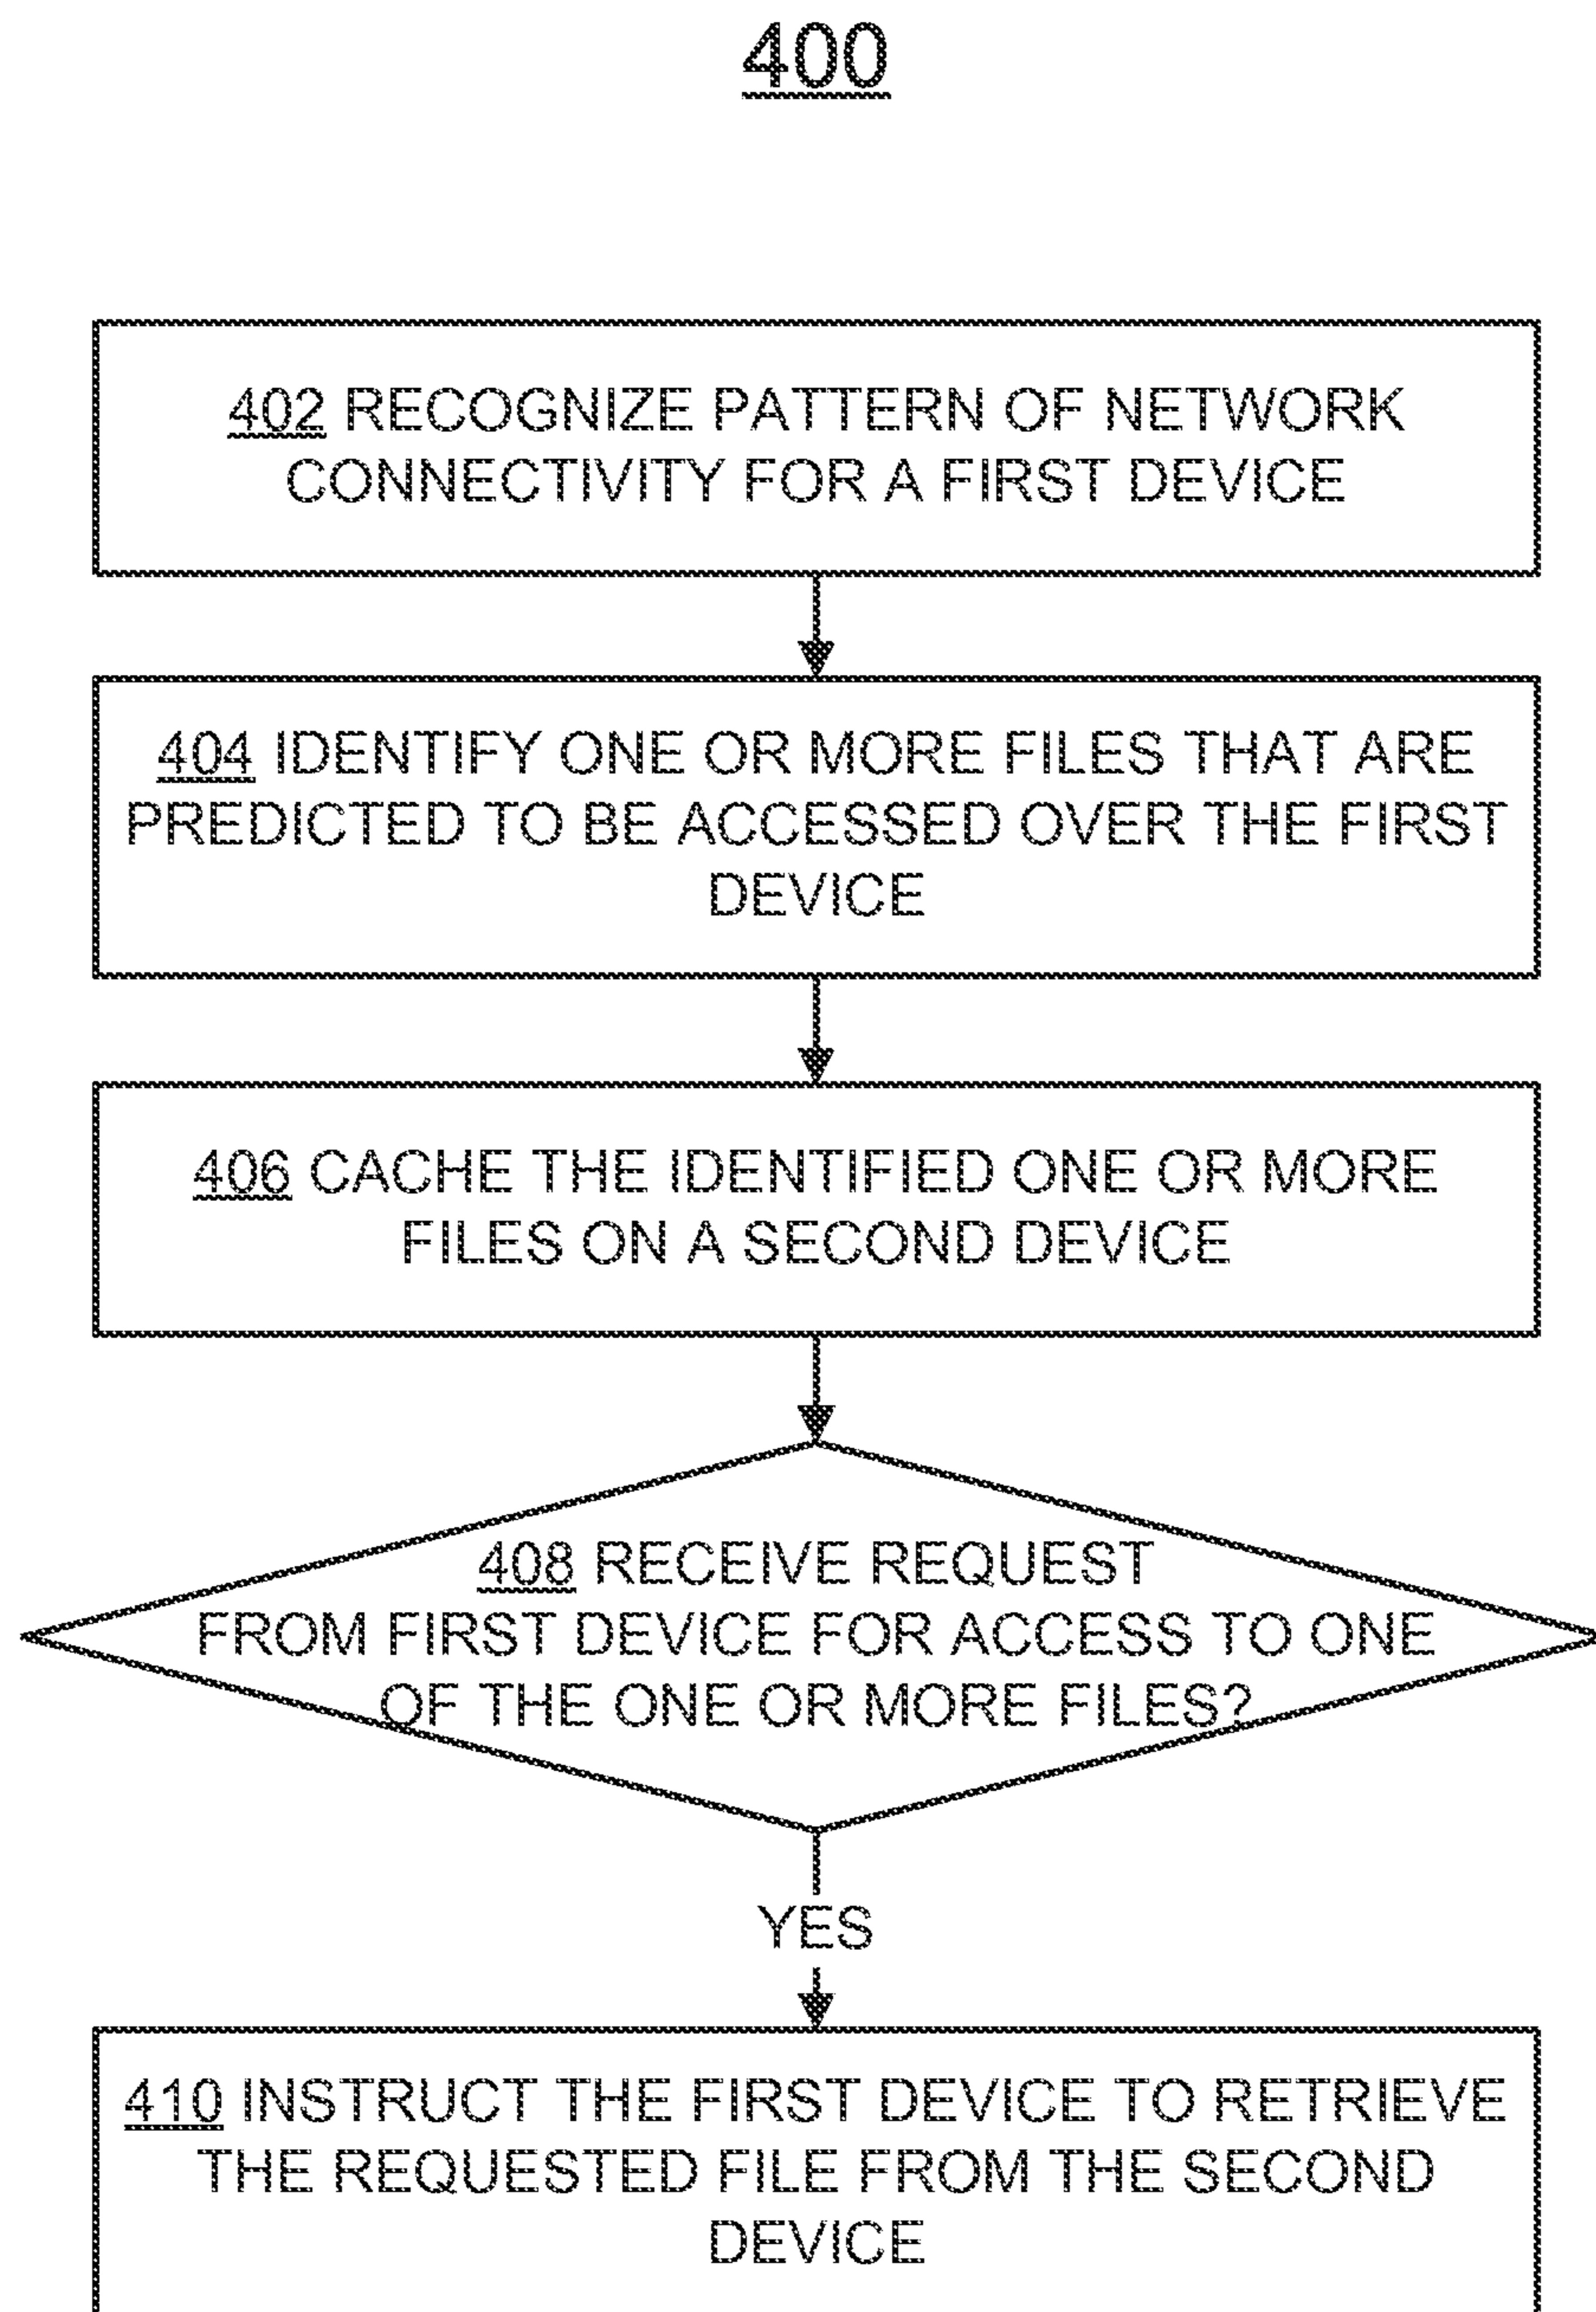 400
402 RECOGNIZE PATTERN OF NETWORK
CONNECTIVITY FOR A FIRST DEVICE
404 IDENTIFY ONE OR MORE FILES THAT ARE
PREDICTED TO BE ACCESSED OVER THE FIRST
DEVICE
406 CACHE THE IDENTIFIED ONE OR MORE
FILES ON A SECOND DEVICE
408 RECEIVE REQUEST
FROM FIRST DEVICE FOR ACCESS TO ONE
OF THE ONE OR MORE FILES?
YES
410 INSTRUCT THE FIRST DEVICE TO RETRIEVE
THE REQUESTED FILE FROM THE SECOND
DEVICE